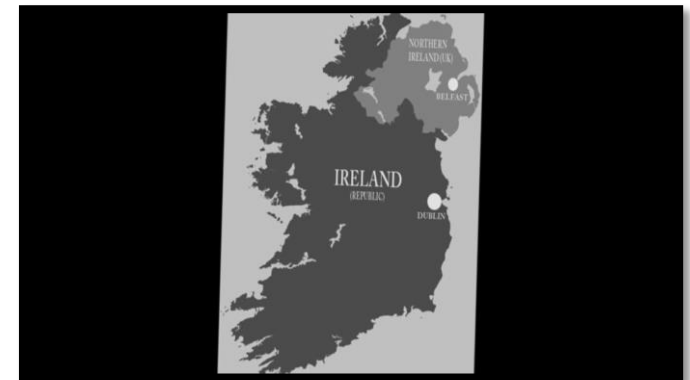 NORTHERN
IRELAND (UK)
BELFAST
IRELAND
(REPUBLIC)
DUBLIN